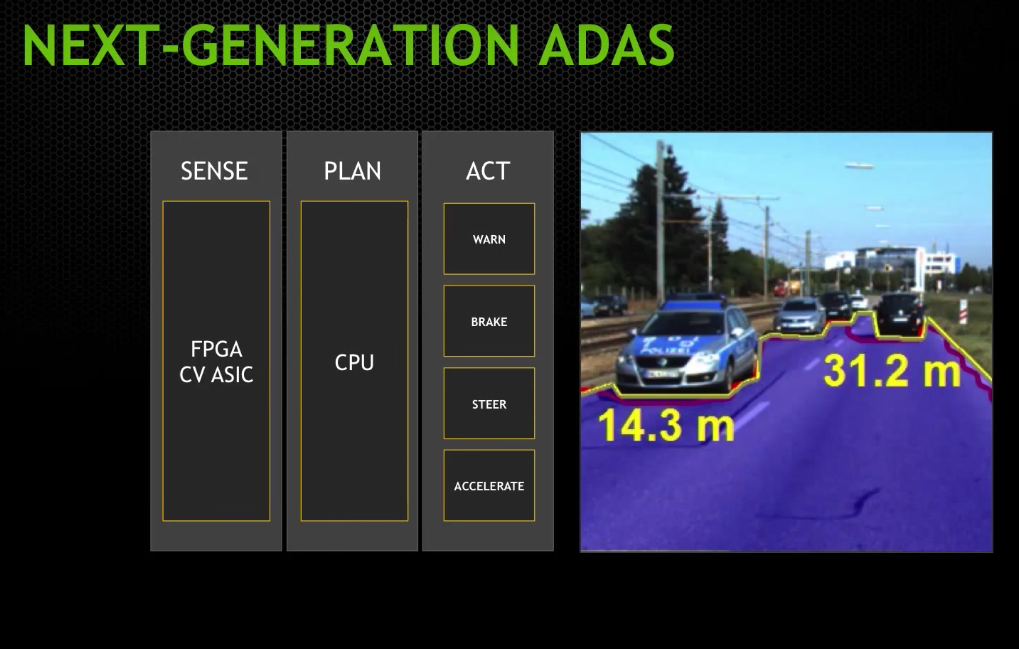 NEXT-GENERATION ADAS
SENSE
FPGA
CV ASIC
PLAN
CPU
ACT
WARN
BRAKE
STEER
ACCELERATE
POLIZEI
14.3 m
31.2 m